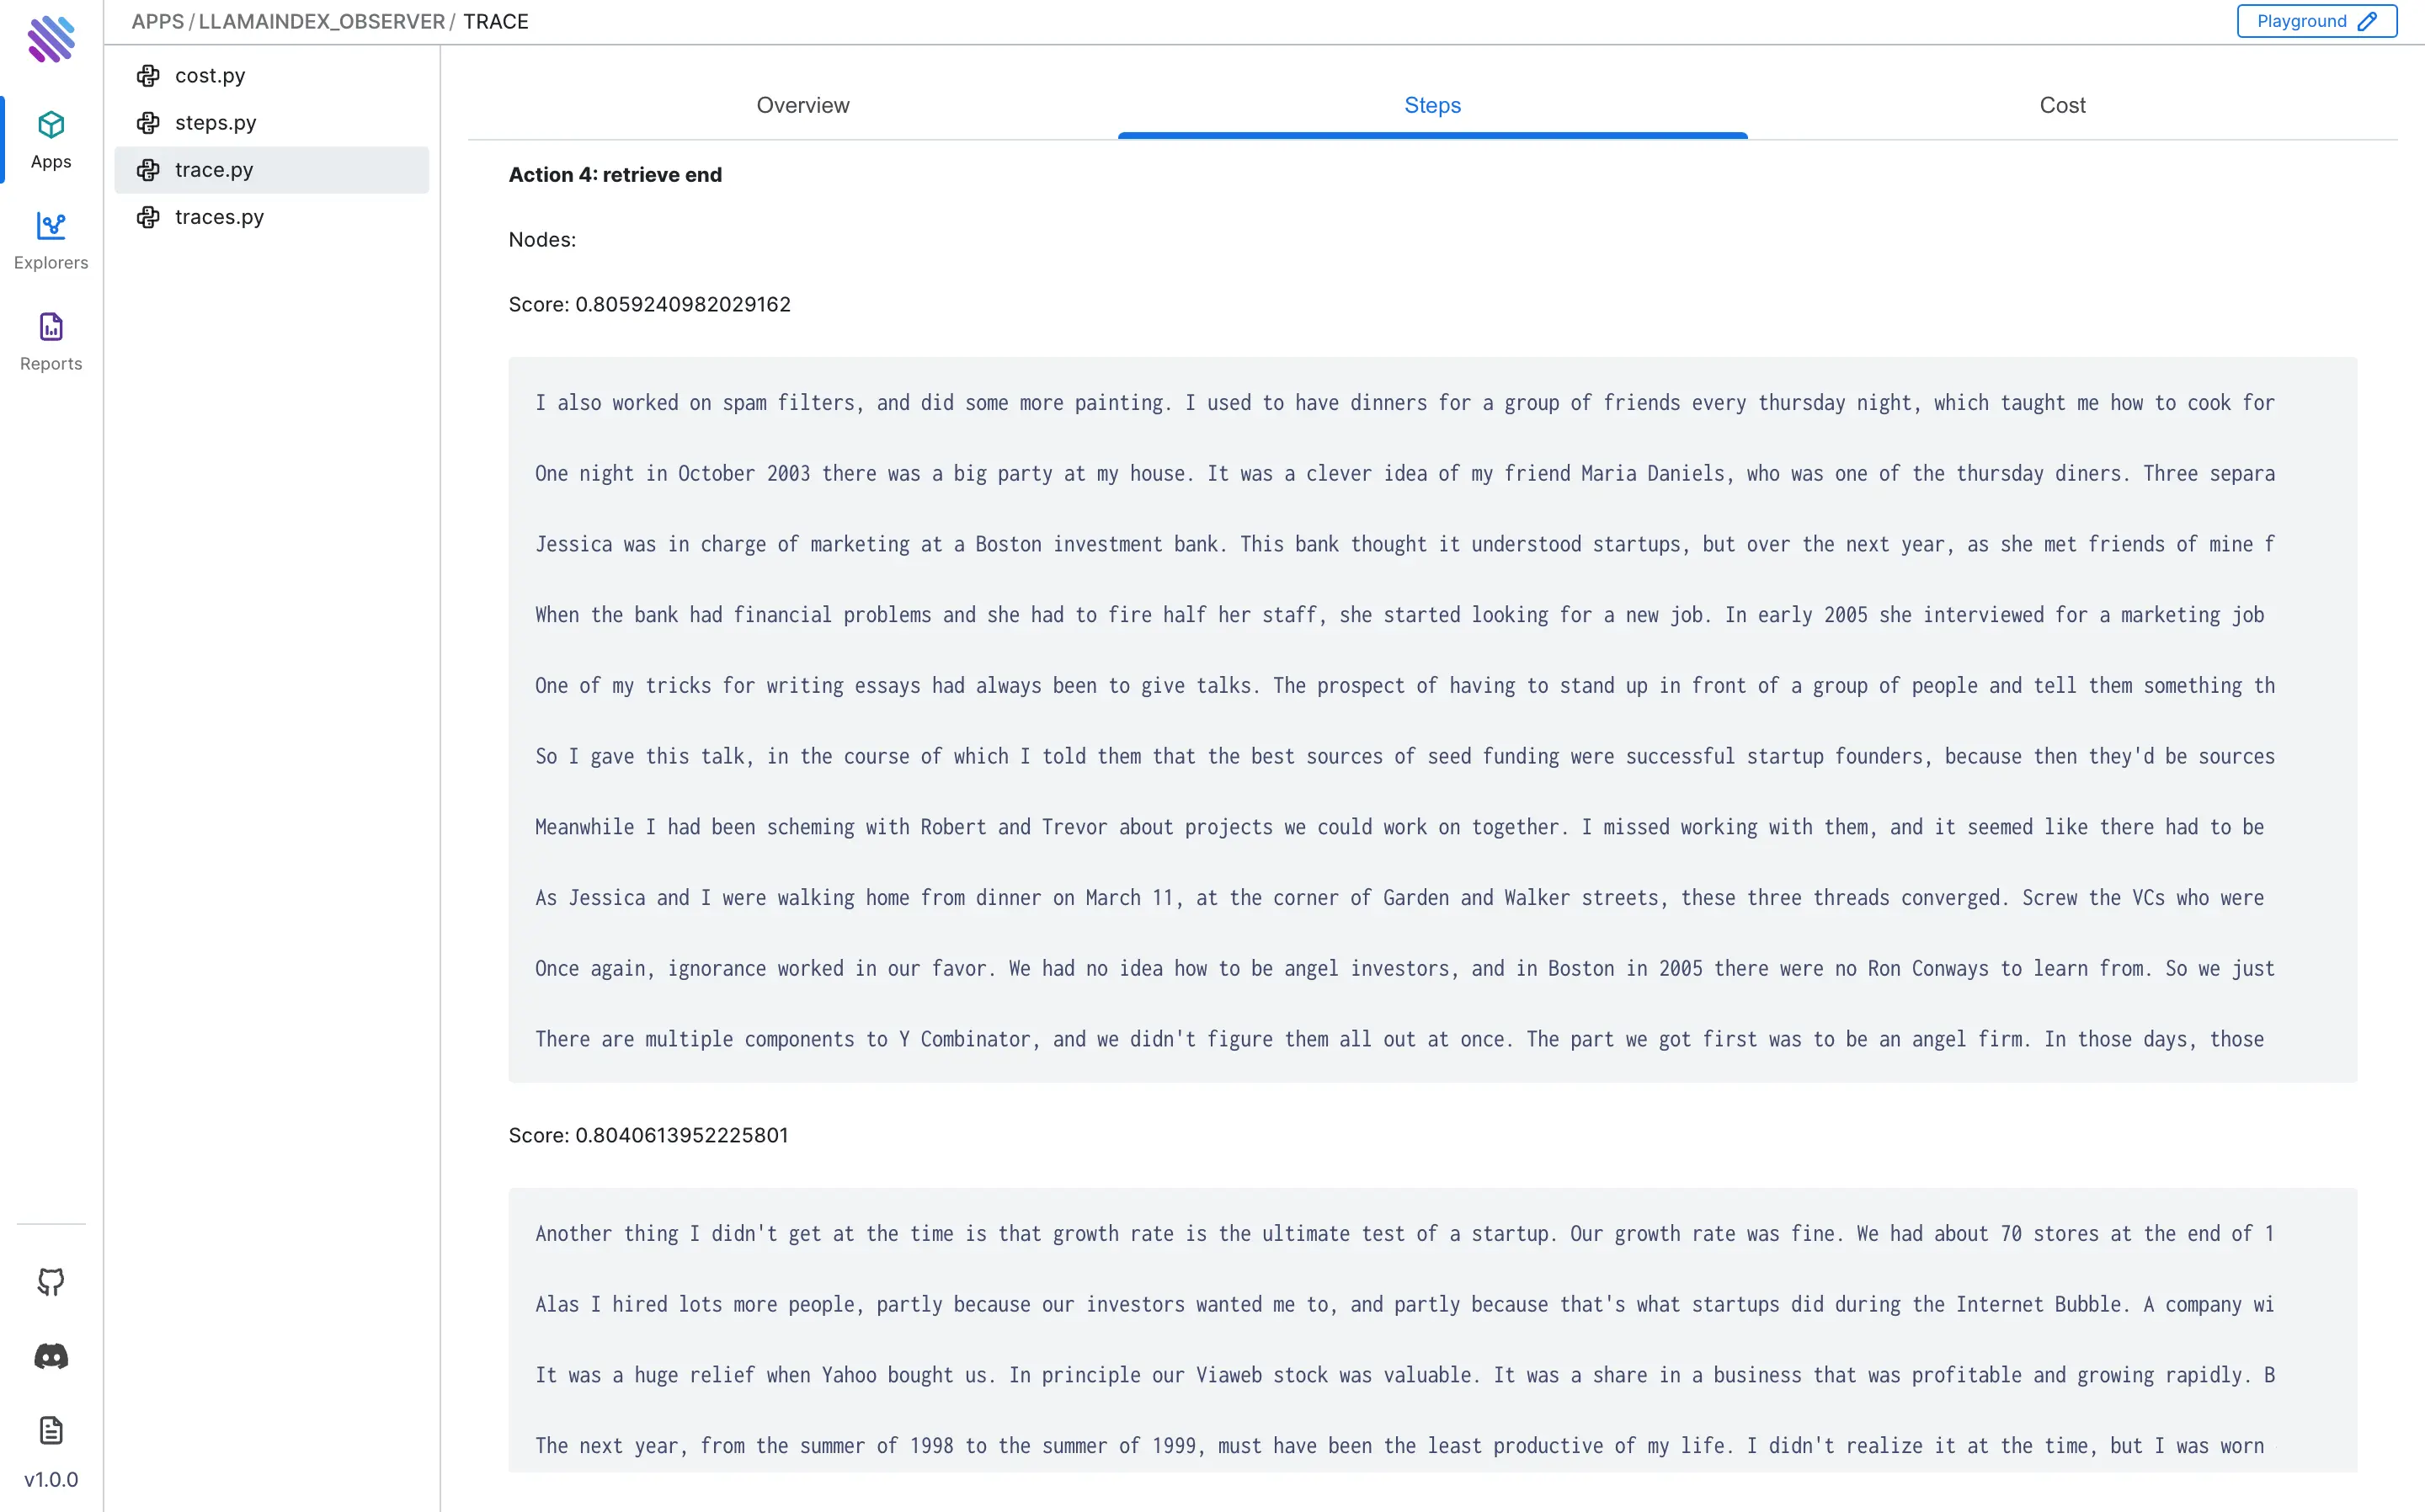 APPS / LLAMAINDEX_OBSERVER / TRACE
Playground
Apps
Explorers
Reports
v1.0.0
cost.py
steps.py
trace.py
traces.py
Overview
Steps
Cost
Action 4: retrieve end
Nodes:
Score: 0.8059240982029162
I also worked on spam filters, and did some more painting. I used to have dinners for a group of friends every thursday night, which taught me how to cook for
One night in October 2003 there was a big party at my house. It was a clever idea of my friend Maria Daniels, who was one of the thursday diners. Three separa
Jessica was in charge of marketing at a Boston investment bank. This bank thought it understood startups, but over the next year, as she met friends of mine f
When the bank had financial problems and she had to fire half her staff, she started looking for a new job. In early 2005 she interviewed for a marketing job
One of my tricks for writing essays had always been to give talks. The prospect of having to stand up in front of a group of people and tell them something th
So I gave this talk, in the course of which I told them that the best sources of seed funding were successful startup founders, because then they'd be sources
Meanwhile I had been scheming with Robert and Trevor about projects we could work on together. I missed working with them, and it seemed like there had to be
As Jessica and I were walking home from dinner on March 11, at the corner of Garden and Walker streets, these three threads converged. Screw the VCs who were
Once again, ignorance worked in our favor. We had no idea how to be angel investors, and in Boston in 2005 there were no Ron Conways to learn from. So we just
There are multiple components to Y Combinator, and we didn't figure them all out at once. The part we got first was to be an angel firm. In those days, those
Score: 0.8040613952225801
Another thing I didn't get at the time is that growth rate is the ultimate test of a startup. Our growth rate was fine. We had about 70 stores at the end of 1
Alas I hired lots more people, partly because our investors wanted me to, and partly because that's what startups did during the Internet Bubble. A company wi
It was a huge relief when Yahoo bought us. In principle our Viaweb stock was valuable. It was a share in a business that was profitable and growing rapidly. B
The next year, from the summer of 1998 to the summer of 1999, must have been the least productive of my life. I didn't realize it at the time, but I was worn